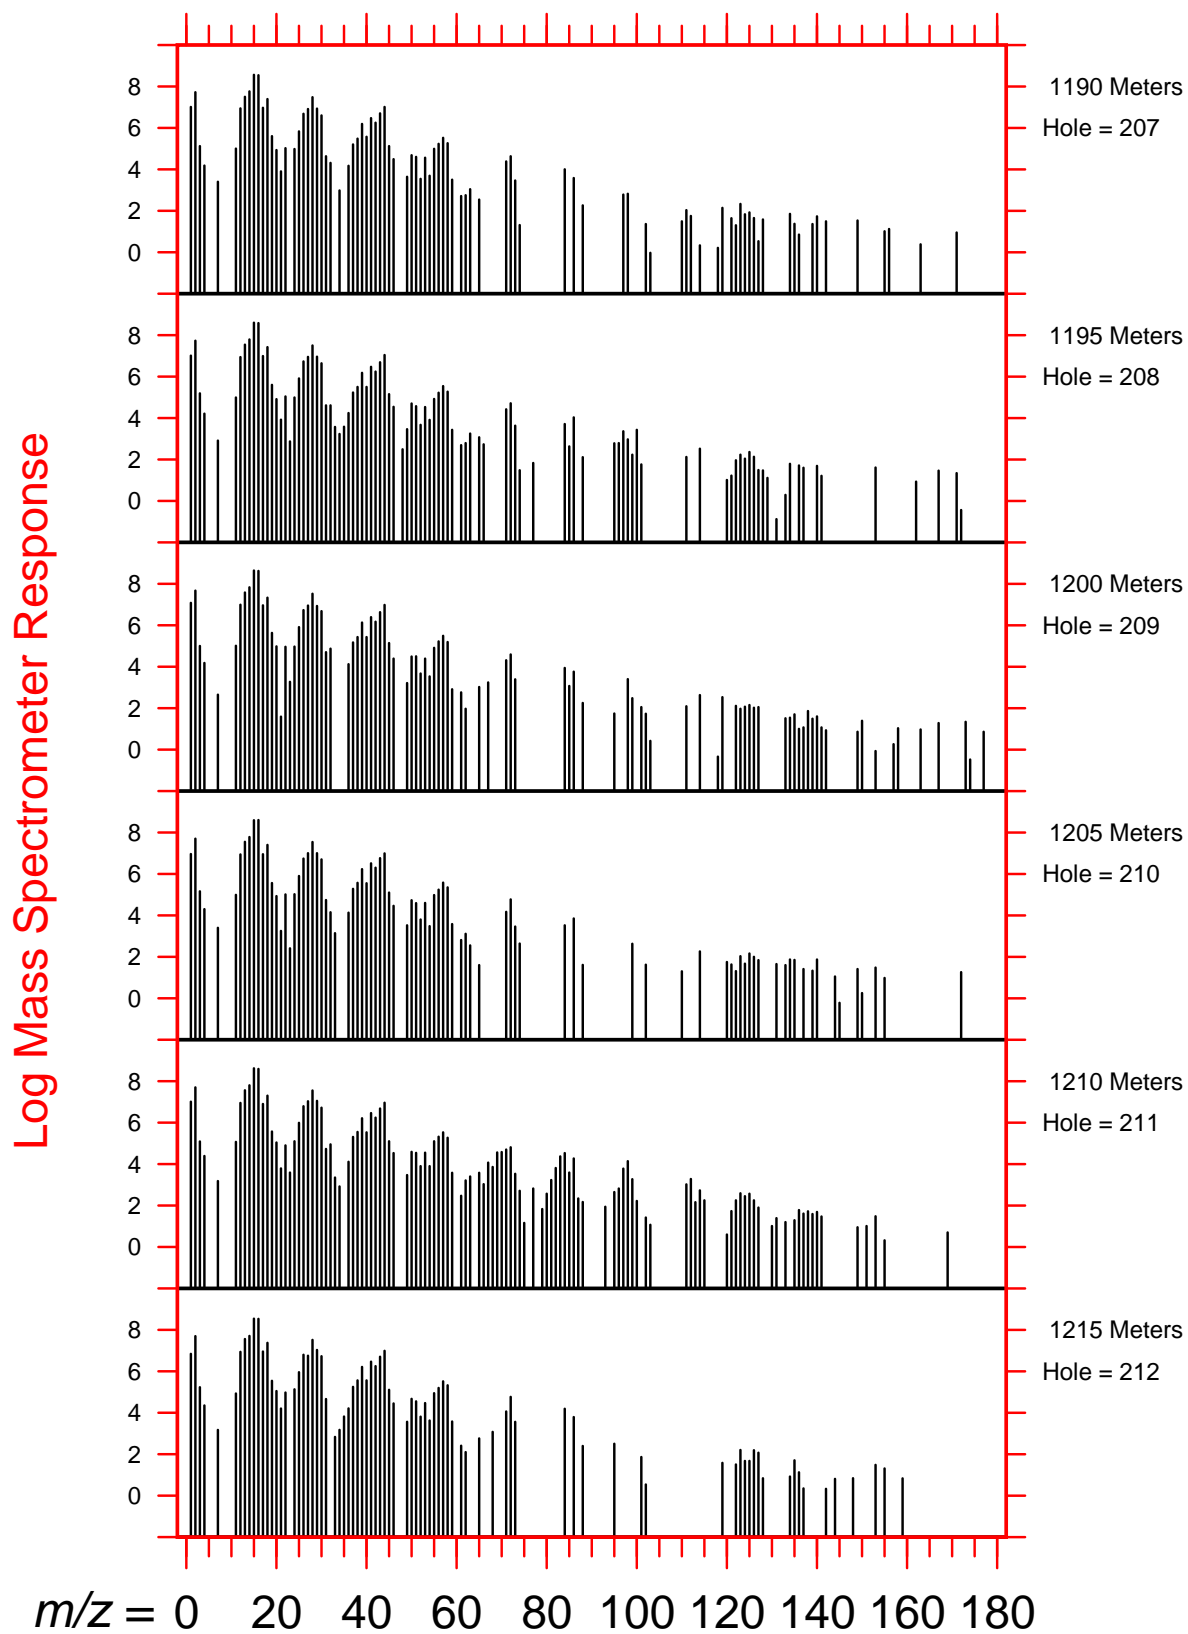 8
6
4
2
0
1190 Meters
Hole = 207
8
6
4
2
0
1195 Meters
Hole = 208
8
6
4
2
0
1200 Meters
Hole = 209
8
6
4
2
0
1205 Meters
Hole = 210
8
6
4
2
0
1210 Meters
Hole = 211
8
6
4
2
0
1215 Meters
Hole = 212
Log Mass Spectrometer Response
m/z = 0 20 40 60 80 100 120 140 160 180